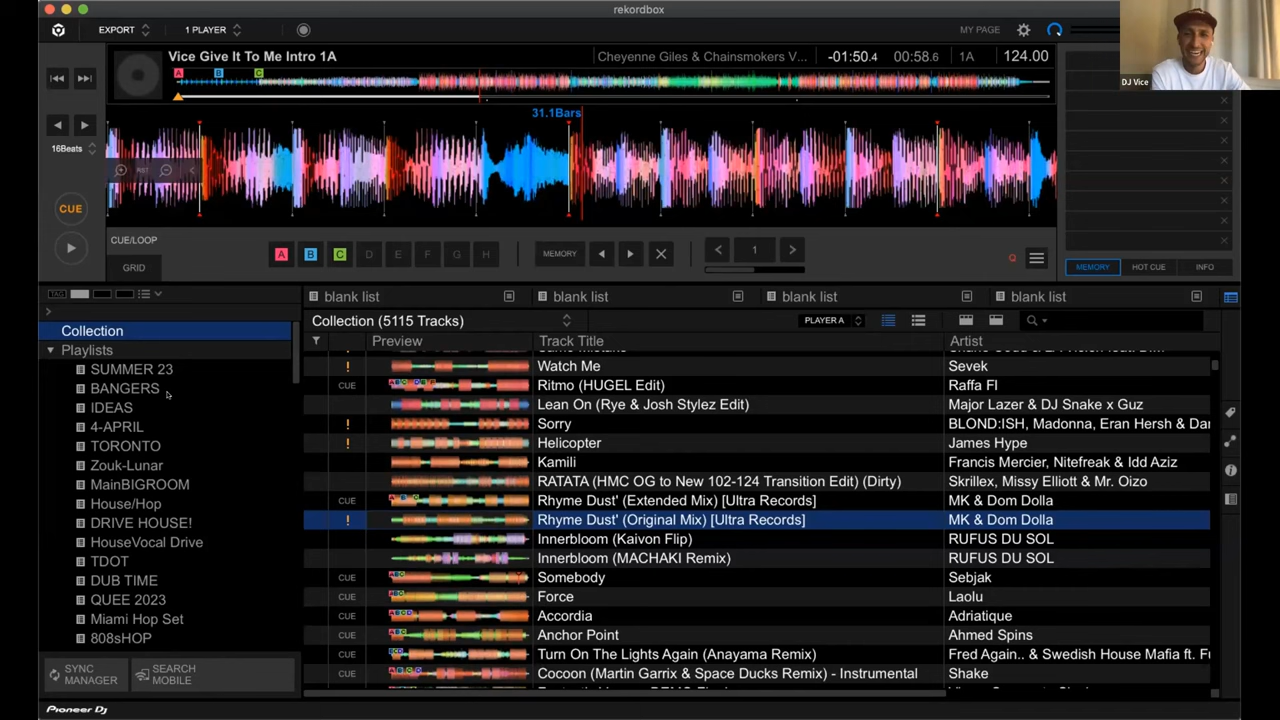 rekordbox
EXPORT
1 PLAYER
MY PAGE
DJ Vice
Vice Give It To Me Intro 1A
Cheyenne Giles & Chainsmokers V...
-01:50.4
00:58.6
1A
124.00
A
B
C
31.1Bars
16Beats
INST
CUE
CUE/LOOP
GRID
A B C D E F G H
MEMORY
1
Q
MEMORY
HOT CUE
INFO
TAG
blank list
blank list
blank list
blank list
Collection
Playlists
SUMMER 23
BANGERS
IDEAS
4-APRIL
TORONTO
Zouk-Lunar
MainBIGROOM
House/Hop
DRIVE HOUSE!
HouseVocal Drive
TDOT
DUB TIME
QUEE 2023
Miami Hop Set
808sHOP
SYNC MANAGER
SEARCH MOBILE
Pioneer Dj
Collection (5115 Tracks)
PLAYER A
Preview Track Title Artist
Watch Me Sevek
CUE Ritmo (HUGEL Edit) Raffa Fl
Lean On (Rye & Josh Stylez Edit) Major Lazer & DJ Snake x Guz
Sorry BLOND:ISH, Madonna, Eran Hersh & Dar
Helicopter James Hype
Kamili Francis Mercier, Nitefreak & Idd Aziz
RATATA (HMC OG to New 102-124 Transition Edit) (Dirty) Skrillex, Missy Elliott & Mr. Oizo
CUE Rhyme Dust' (Extended Mix) [Ultra Records] MK & Dom Dolla
Rhyme Dust' (Original Mix) [Ultra Records] MK & Dom Dolla
Innerbloom (Kaivon Flip) RUFUS DU SOL
Innerbloom (MACHAKI Remix) RUFUS DU SOL
CUE Somebody Sebjak
CUE Force Laolu
CUE Accordia Adriatique
CUE Anchor Point Ahmed Spins
CUE Turn On The Lights Again (Anayama Remix) Fred Again.. & Swedish House Mafia ft. Fu
CUE Cocoon (Martin Garrix & Space Ducks Remix) - Instrumental Shake